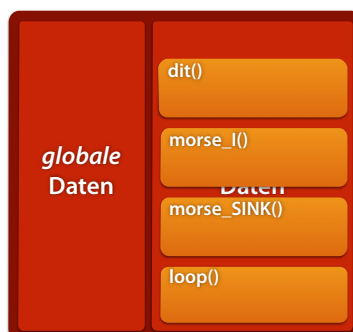 globale
Daten
dit()
morse_I()
Daten
morse_SINK()
loop()